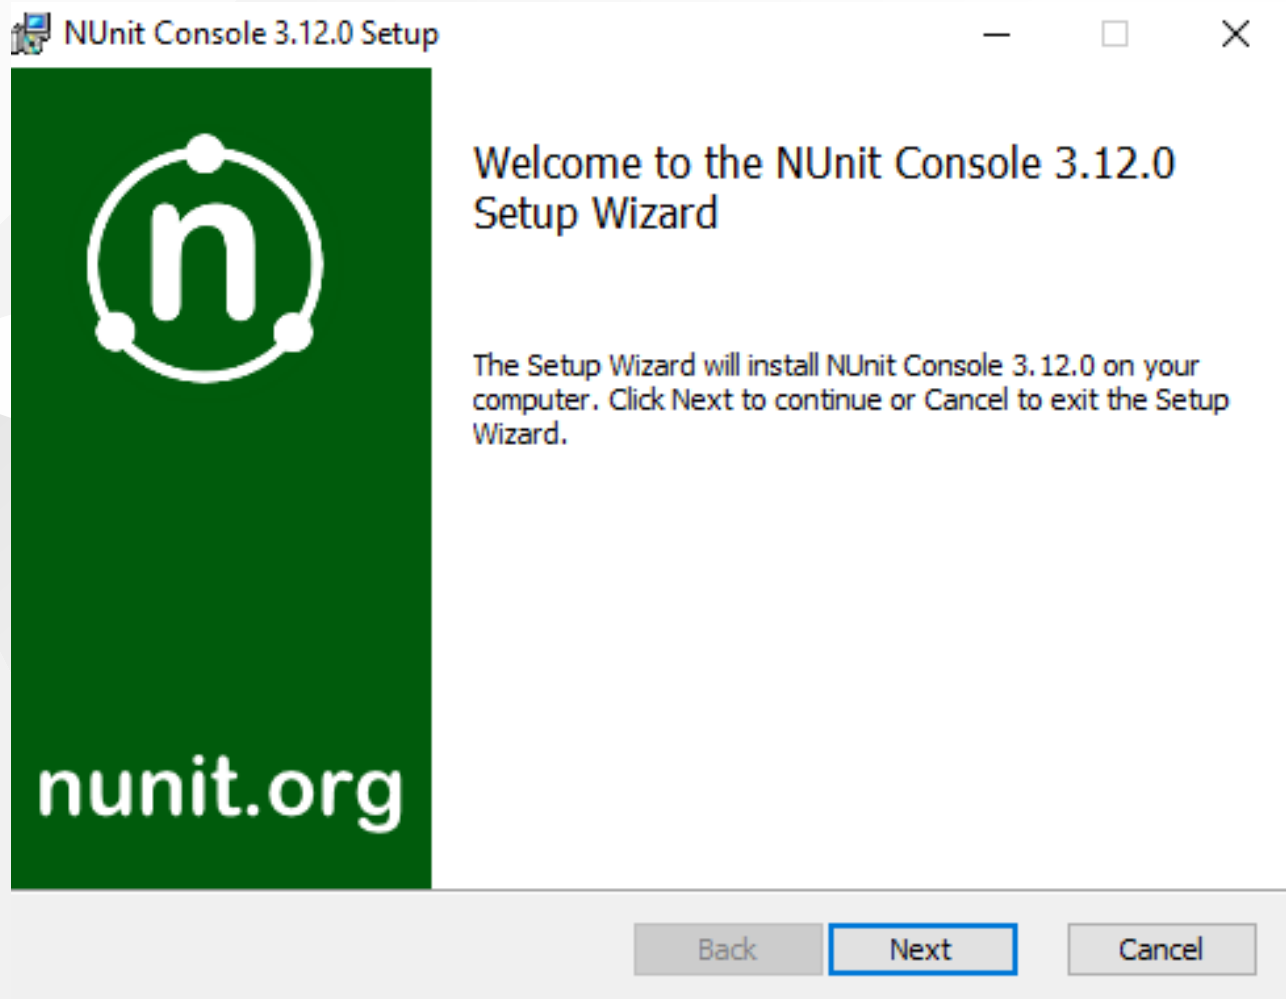 NUnit Console 3.12.0 Setup
n
Welcome to the NUnit Console 3.12.0
Setup Wizard
The Setup Wizard will install NUnit Console 3.12.0 on your
computer. Click Next to continue or Cancel to exit the Setup
Wizard.
nunit.org
Back
Next
Cancel